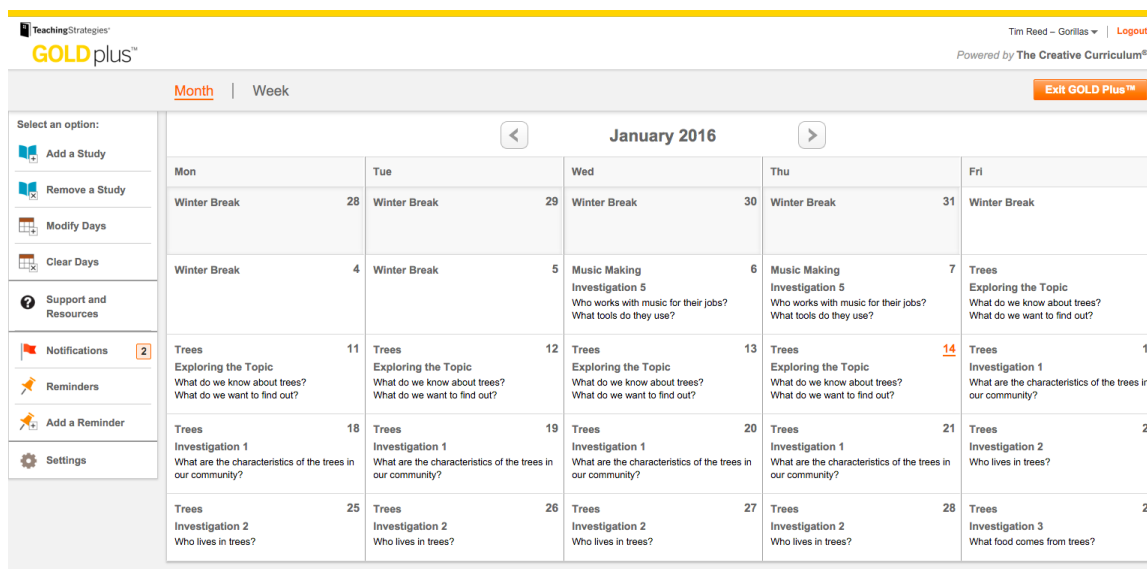 TeachingStrategies®
GOLD plus™
Tim Reed – Gorillas | Logout
Powered by The Creative Curriculum®
Month | Week
Exit GOLD Plus™
Select an option:
Add a Study
Remove a Study
Modify Days
Clear Days
Support and
Resources
Notifications 2
Reminders
Add a Reminder
Settings
< January 2016 >
Mon Tue Wed Thu Fri
Winter Break 28 Winter Break 29 Winter Break 30 Winter Break 31 Winter Break
Winter Break 4 Winter Break 5 Music Making 6 Music Making 7 Trees
Investigation 5 Investigation 5 Exploring the Topic
Who works with music for their jobs? Who works with music for their jobs? What do we know about trees?
What tools do they use? What tools do they use? What do we want to find out?
Trees 11 Trees 12 Trees 13 Trees 14 Trees 1
Exploring the Topic Exploring the Topic Exploring the Topic Exploring the Topic Investigation 1
What do we know about trees? What do we know about trees? What do we know about trees? What do we know about trees? What are the characteristics of the trees in
What do we want to find out? What do we want to find out? What do we want to find out? What do we want to find out? our community?
Trees 18 Trees 19 Trees 20 Trees 21 Trees 2
Investigation 1 Investigation 1 Investigation 1 Investigation 1 Investigation 2
What are the characteristics of the trees in What are the characteristics of the trees in What are the characteristics of the trees in What are the characteristics of the trees in Who lives in trees?
our community? our community? our community? our community?
Trees 25 Trees 26 Trees 27 Trees 28 Trees 2
Investigation 2 Investigation 2 Investigation 2 Investigation 2 Investigation 3
Who lives in trees? Who lives in trees? Who lives in trees? Who lives in trees? What food comes from trees?